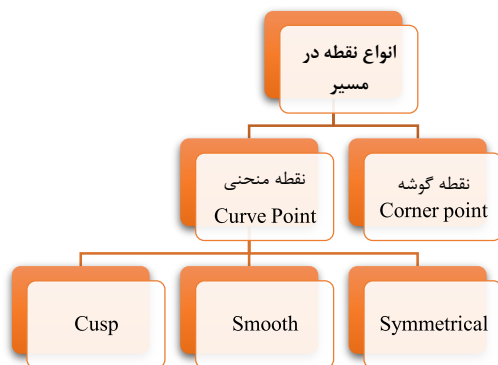 انواع نقطه در
مسیر
نقطه گوشه
Corner point
نقطه منحنی
Curve Point
Cusp
Smooth
Symmetrical